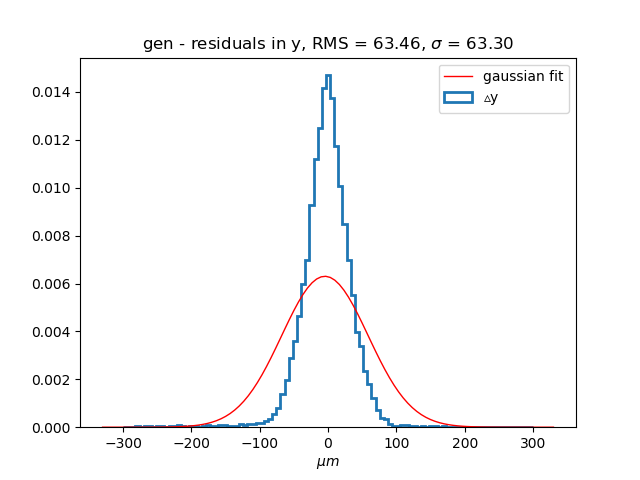 gen - residuals in y, RMS = 63.46, σ = 63.30
gaussian fit
▵y
0.014
0.012
0.010
0.008
0.006
0.004
0.002
0.000
−300 −200 −100 0 100 200 300
μm